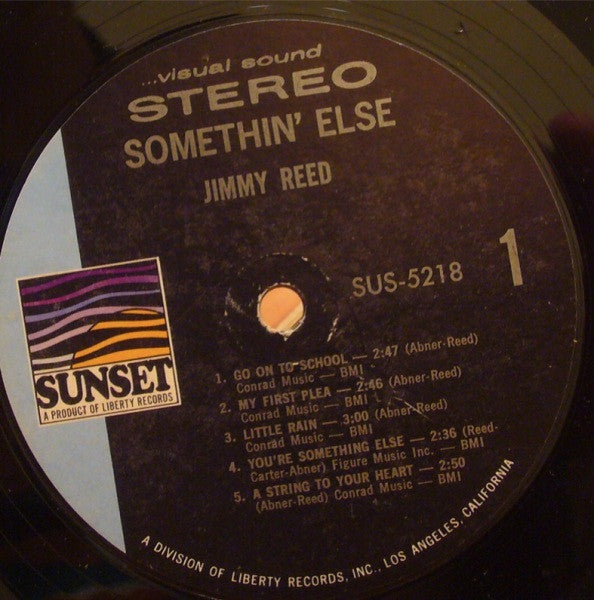 ...visual sound
STEREO
SOMETHIN' ELSE
JIMMY REED
SUS-5218
1
SUNSET
A PRODUCT OF LIBERTY RECORDS
1. GO ON TO SCHOOL — 2:47 (Abner-Reed)
Conrad Music — BMI
2. MY FIRST PLEA — 2:46 (Abner-Reed)
Conrad Music — BMI
3. LITTLE RAIN — 3:00 (Abner-Reed)
Conrad Music — BMI
4. YOU'RE SOMETHING ELSE — 2:36 (Reed-
Carter-Abner) Figure Music Inc. — BMI
5. A STRING TO YOUR HEART — 2:50
(Abner-Reed) Conrad Music — BMI
A DIVISION OF LIBERTY RECORDS, INC., LOS ANGELES, CALIFORNIA